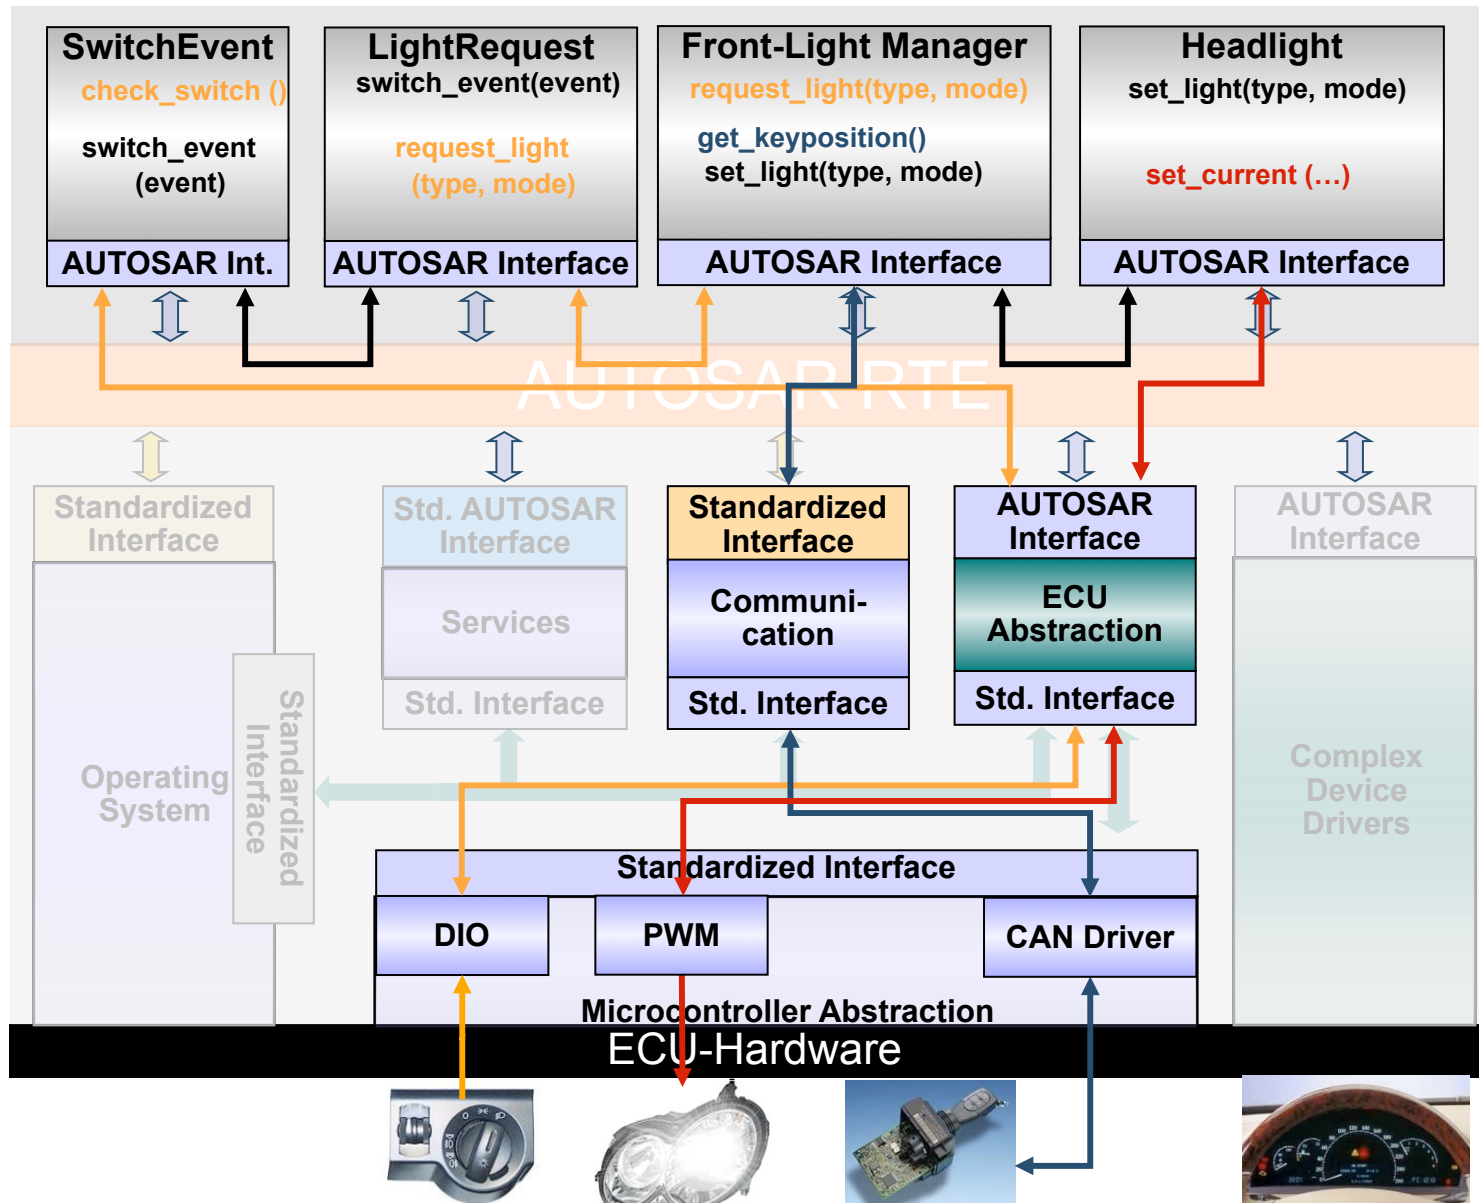 SwitchEvent
check_switch ()
switch_event
(event)
AUTOSAR Int.
LightRequest
switch_event(event)
request_light
(type, mode)
AUTOSAR Interface
Front-Light Manager
request_light(type, mode)
get_keyposition()
set_light(type, mode)
AUTOSAR Interface
Headlight
set_light(type, mode)
set_current (…)
AUTOSAR Interface
AUTOSAR RTE
Standardized
Interface
Operating
System
Standardized
Interface
Std. AUTOSAR
Interface
Services
Std. Interface
Standardized
Interface
Communi-
cation
Std. Interface
AUTOSAR
Interface
ECU
Abstraction
Std. Interface
AUTOSAR
Interface
Complex
Device
Drivers
Standardized Interface
DIO
PWM
CAN Driver
Microcontroller Abstraction
ECU-Hardware